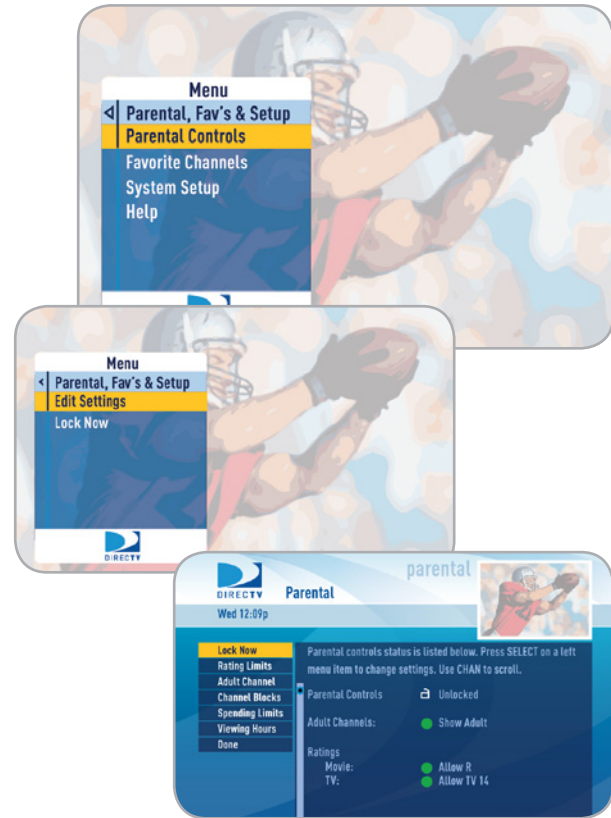 Menu
Parental, Fav's & Setup
Parental Controls
Favorite Channels
System Setup
Help
Menu
Parental, Fav's & Setup
Edit Settings
Lock Now
DIRECTV
DIRECTV
Parental
parental
Wed 12:09p
Lock Now
Rating Limits
Adult Channel
Channel Blocks
Spending Limits
Viewing Hours
Done
Parental controls status is listed below. Press SELECT on a left
menu item to change settings. Use CHAN to scroll.
Parental Controls Unlocked
Adult Channels: Show Adult
Ratings
Movie: Allow R
TV: Allow TV 14